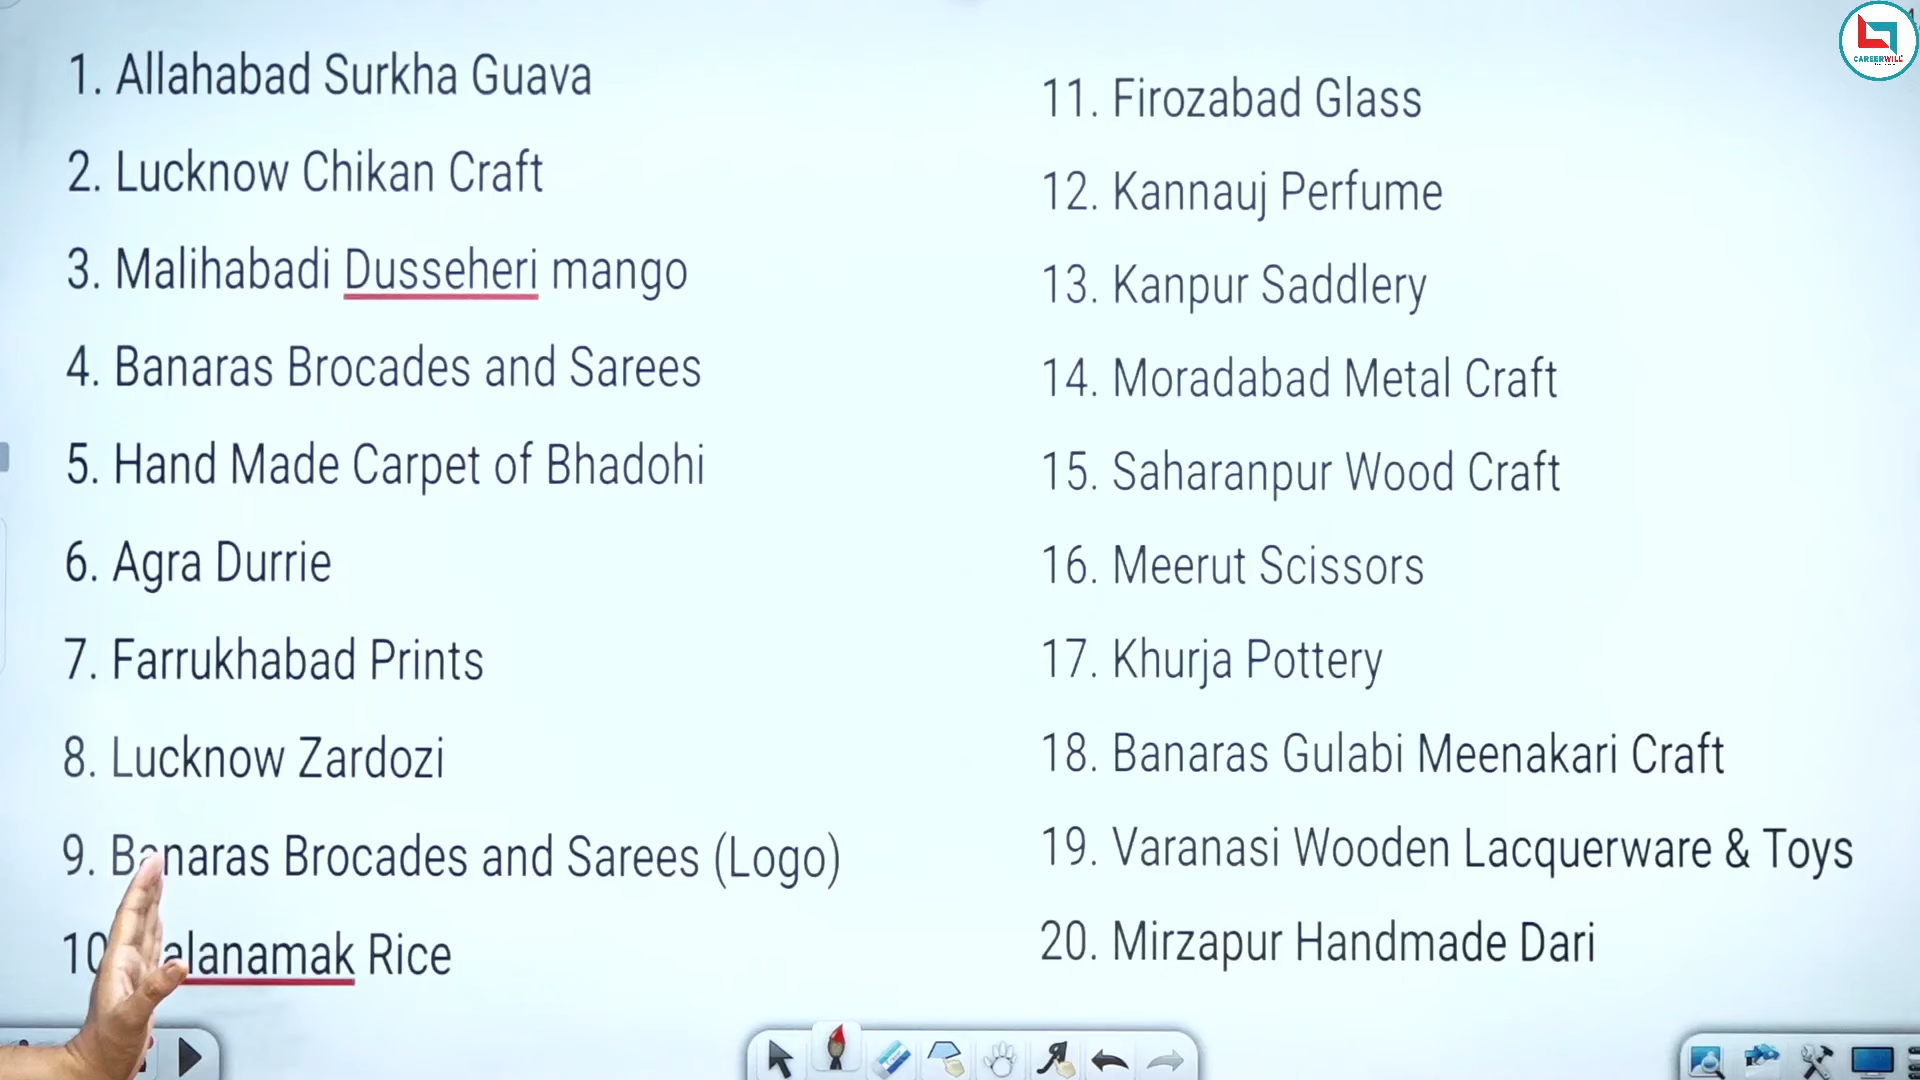 1. Allahabad Surkha Guava
2. Lucknow Chikan Craft
3. Malihabadi Dusseheri mango
4. Banaras Brocades and Sarees
5. Hand Made Carpet of Bhadohi
6. Agra Durrie
7. Farrukhabad Prints
8. Lucknow Zardozi
9. Banaras Brocades and Sarees (Logo)
10 alanamak Rice
11. Firozabad Glass
12. Kannauj Perfume
13. Kanpur Saddlery
14. Moradabad Metal Craft
15. Saharanpur Wood Craft
16. Meerut Scissors
17. Khurja Pottery
18. Banaras Gulabi Meenakari Craft
19. Varanasi Wooden Lacquerware & Toys
20. Mirzapur Handmade Dari
CAREERWILL